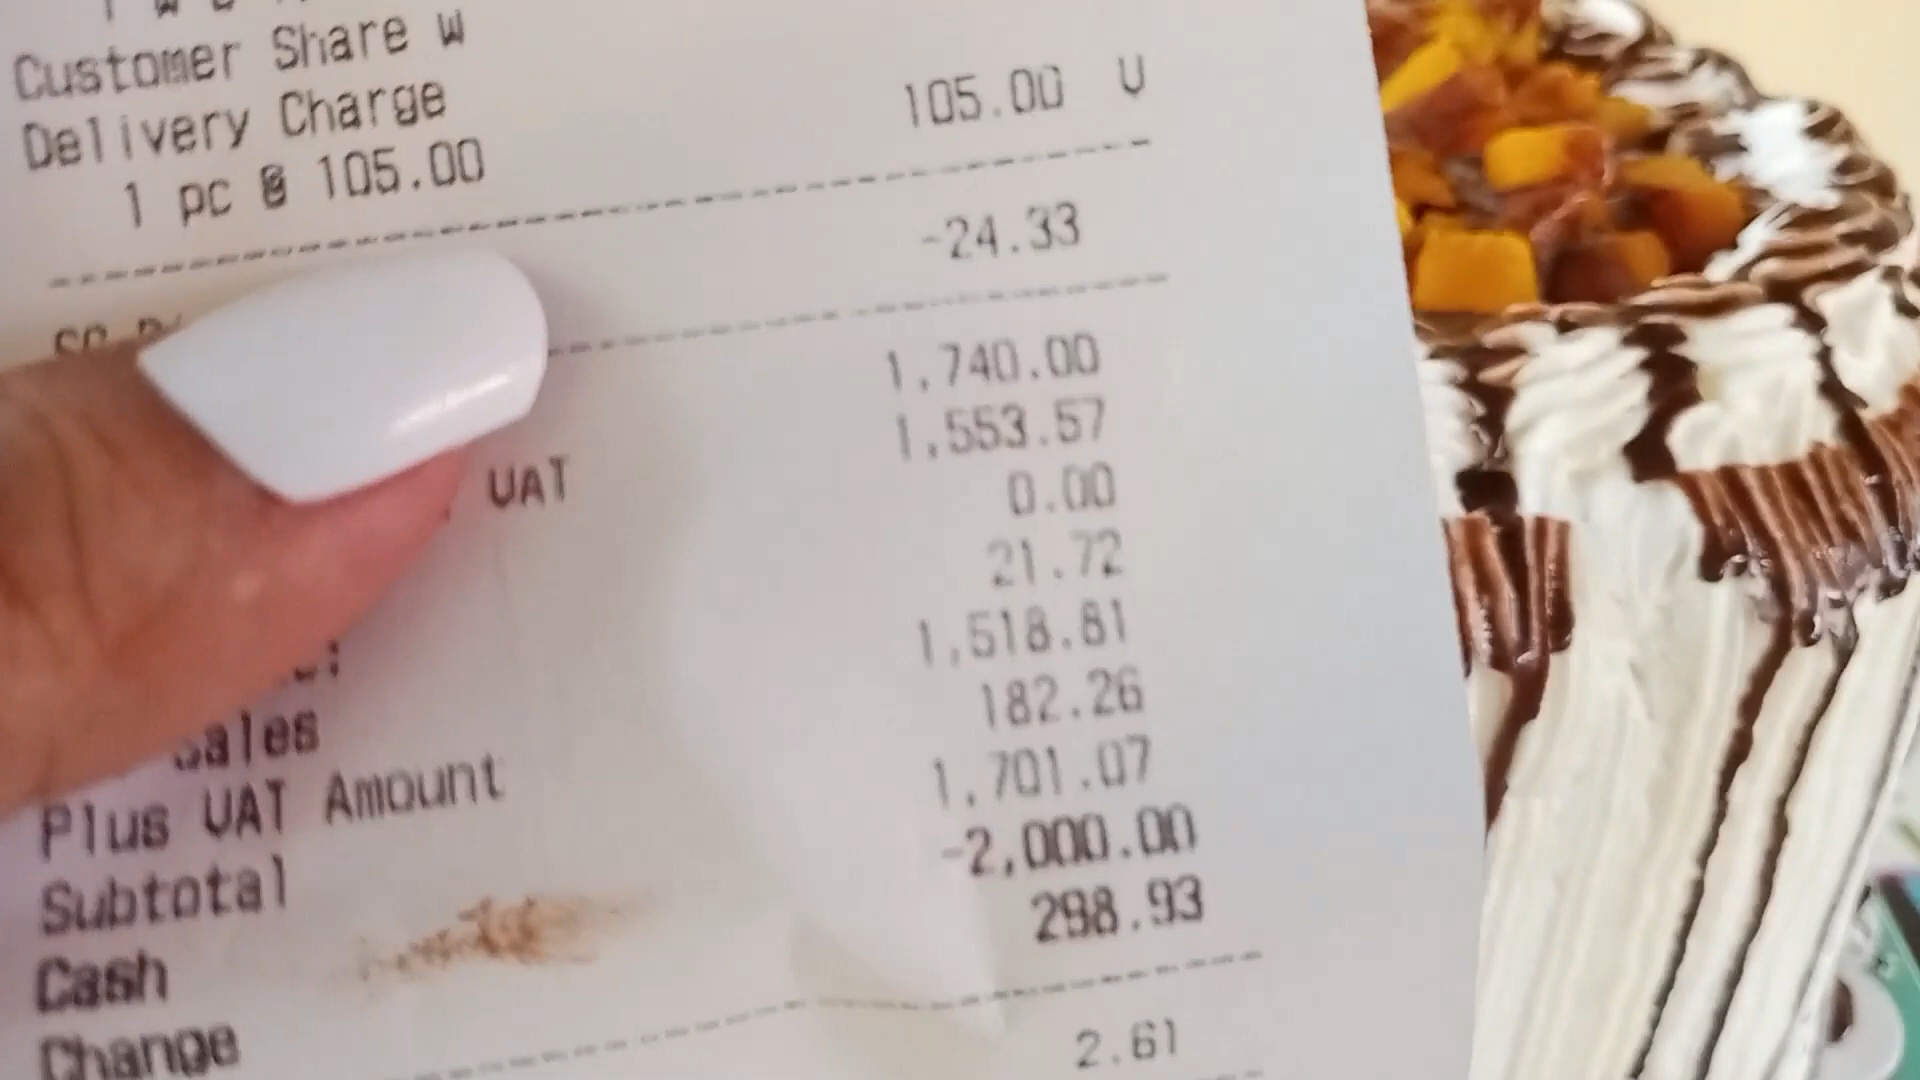 Customer Share W
Delivery Charge
1 pc @ 105.00 105.00 V
-24.33
1,740.00
1,553.57
VAT 0.00
21.72
1,518.81
Sales 182.26
Plus VAT Amount 1,701.07
Subtotal -2,000.00
Cash 298.93
Change
2.61